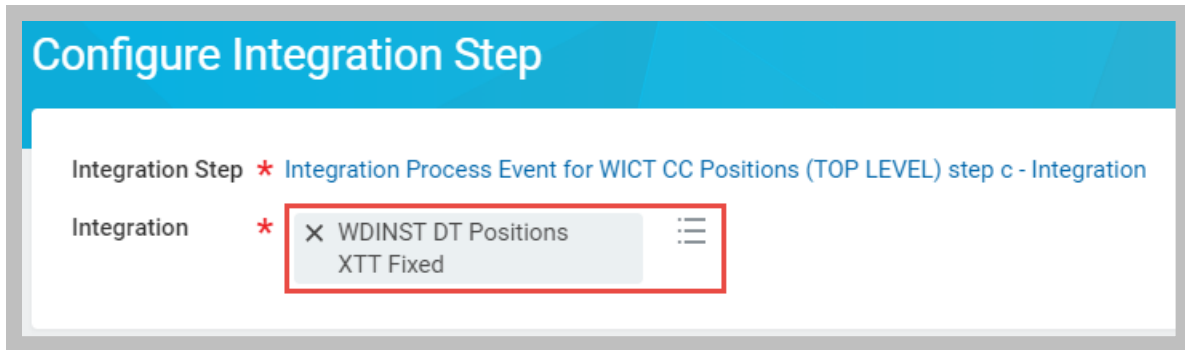 Configure Integration Step
Integration Step * Integration Process Event for WICT CC Positions (TOP LEVEL) step c - Integration
Integration * × WDINST DT Positions
XTT Fixed